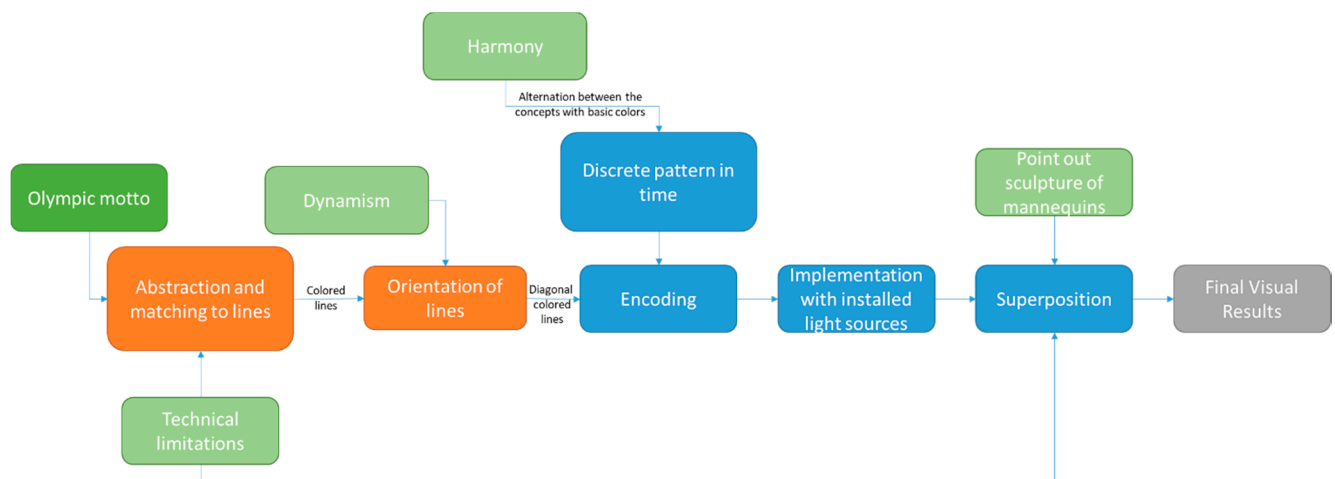 Harmony
Alternation between the
concepts with basic colors
Discrete pattern in
time
Point out
sculpture of
mannequins
Olympic motto
Dynamism
Abstraction and
matching to lines
Colored
lines
Orientation of
lines
Diagonal
colored
lines
Encoding
Implementation
with installed
light sources
Superposition
Final Visual
Results
Technical
limitations